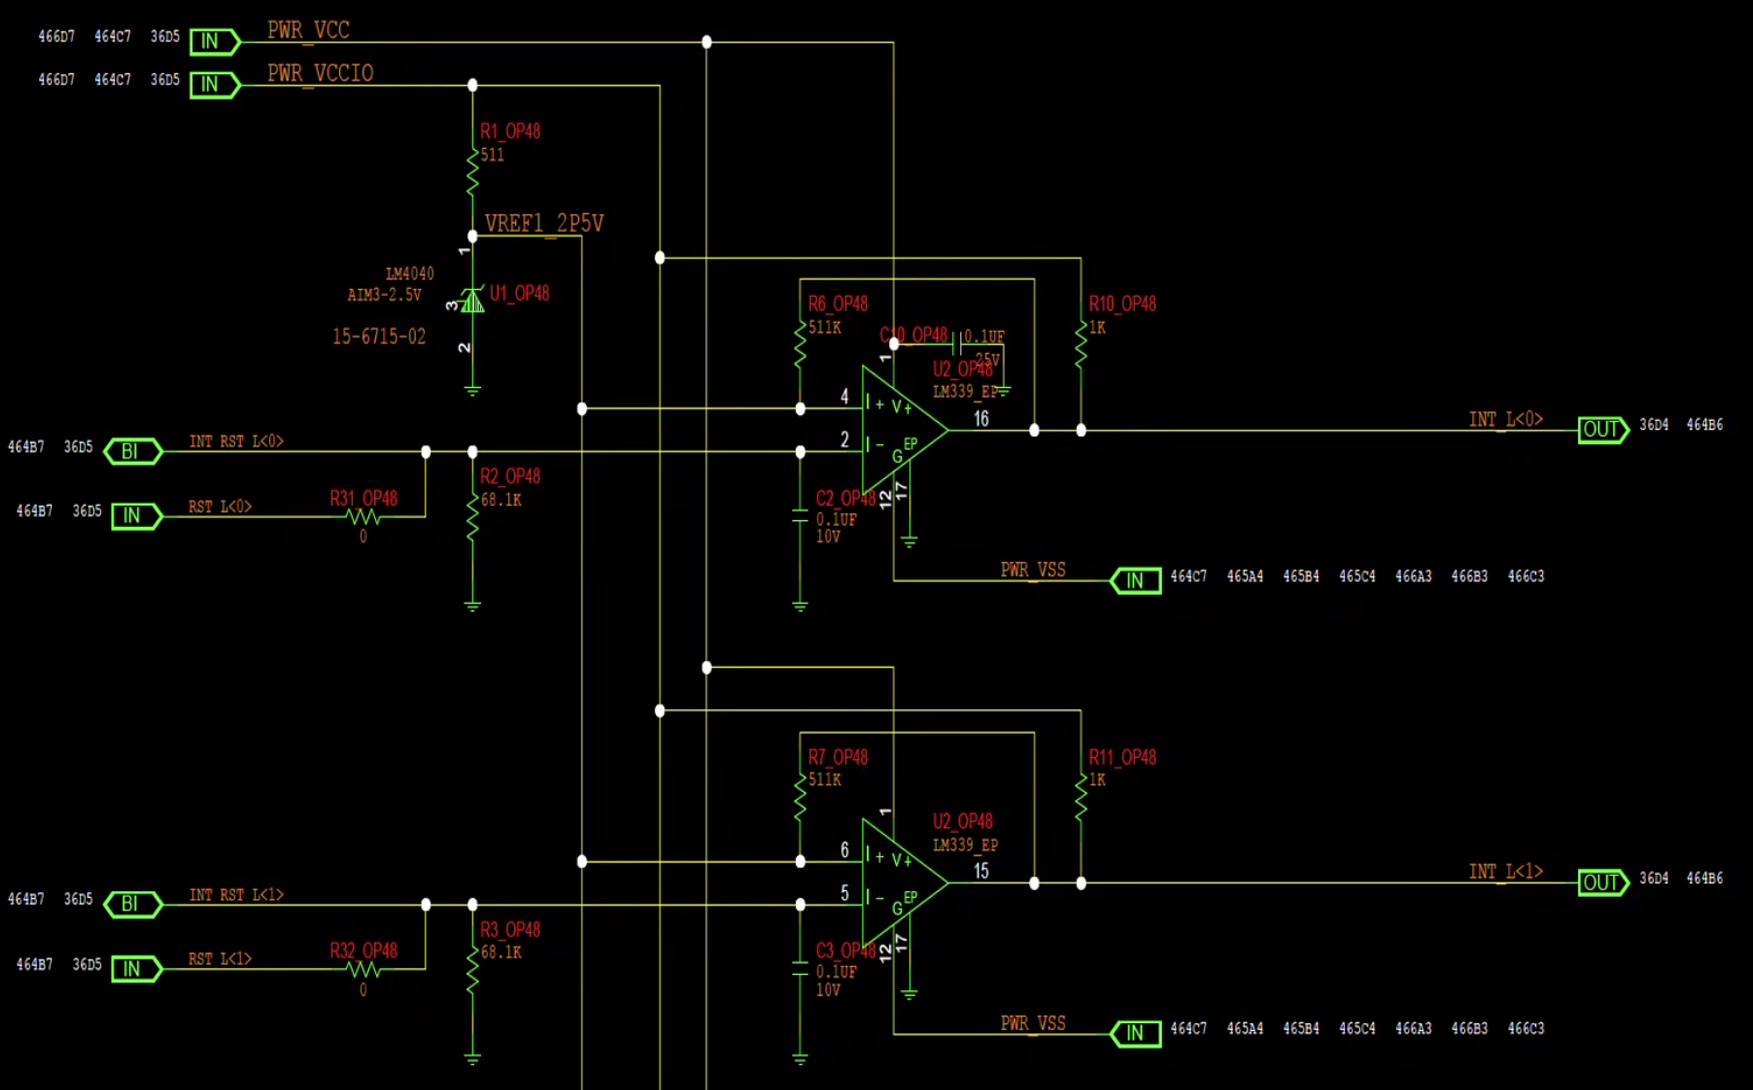 466D7 464C7 36D5 IN PWR_VCC
466D7 464C7 36D5 IN PWR_VCCIO
R1_OP48
511
VREF1_2P5V
1
LM4040
AIM3-2.5V
U1_OP48
3
15-6715-02
2
R6_OP48
511K
C10_OP48 0.1UF
25V
R10_OP48
1K
1
U2_OP48
LM339_EP
4 I+ V+
16
INT_L<0> OUT 36D4 464B6
464B7 36D5 BI INT RST L<0>
2 I- EP
G
R2_OP48
68.1K
464B7 36D5 IN RST L<0> R31_OP48
0
C2_OP48
0.1UF
10V
12 17
PWR_VSS IN 464C7 465A4 465B4 465C4 466A3 466B3 466C3
R7_OP48
511K
R11_OP48
1K
1
U2_OP48
LM339_EP
6 I+ V+
15
INT_L<1> OUT 36D4 464B6
464B7 36D5 BI INT RST L<1>
5 I- EP
G
R3_OP48
68.1K
464B7 36D5 IN RST L<1> R32_OP48
0
C3_OP48
0.1UF
10V
12 17
PWR_VSS IN 464C7 465A4 465B4 465C4 466A3 466B3 466C3